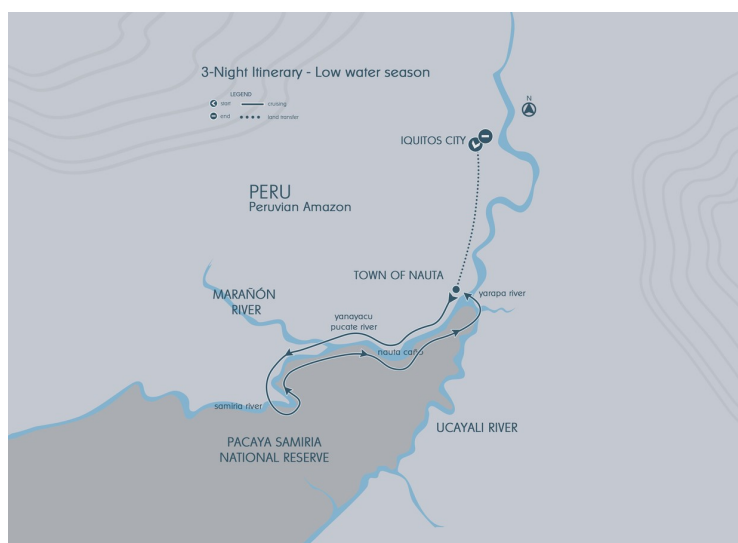 3-Night Itinerary - Low water season
LEGEND
start
cruising
end
land transfer
N
IQUITOS CITY
PERU
Peruvian Amazon
TOWN OF NAUTA
yarapa river
MARAÑÓN
RIVER
yanayacu
pucate river
nauta caño
samiria river
UCAYALI RIVER
PACAYA SAMIRIA
NATIONAL RESERVE